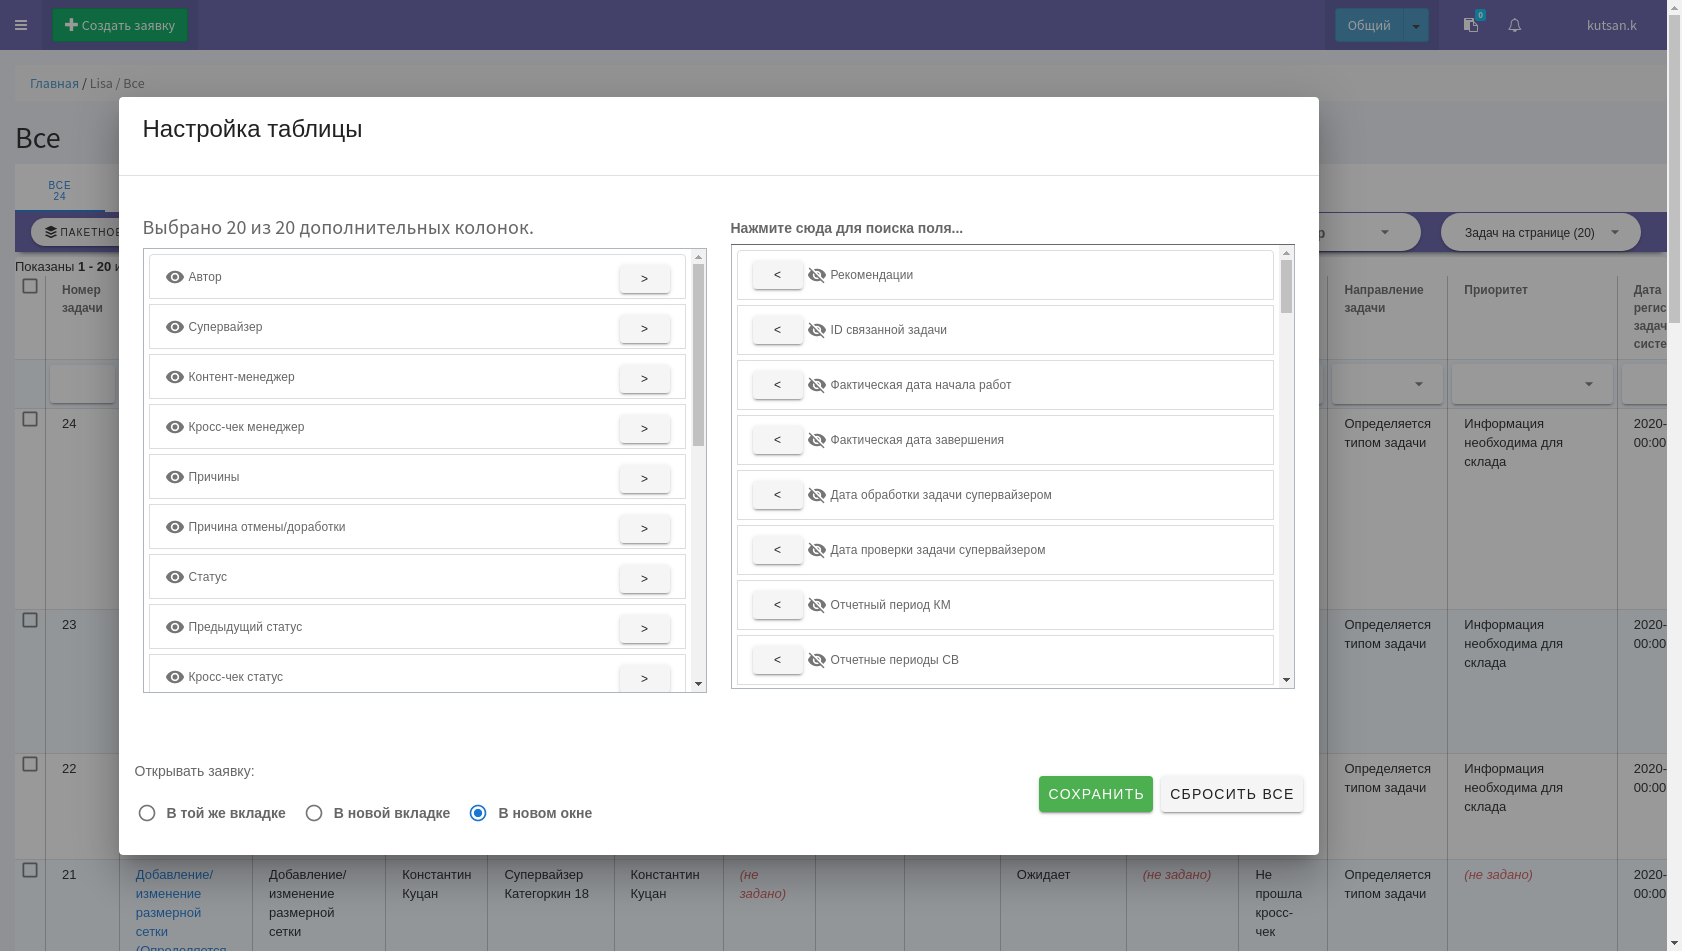 Создать заявку
Общий
0
kutsan.k
Главная / Lisa / Все
Все
ВСЕ
24
ПАКЕТНОЕ
Задач на странице (20)
Показаны 1 - 20 и
Номер
задачи
Направление
задачи
Приоритет
Дата
регис
задач
систе
Настройка таблицы
Выбрано 20 из 20 дополнительных колонок.
Автор >
Супервайзер >
Контент-менеджер >
Кросс-чек менеджер >
Причины >
Причина отмены/доработки >
Статус >
Предыдущий статус >
Кросс-чек статус >
Нажмите сюда для поиска поля...
< Рекомендации
< ID связанной задачи
< Фактическая дата начала работ
< Фактическая дата завершения
< Дата обработки задачи супервайзером
< Дата проверки задачи супервайзером
< Отчетный период КМ
< Отчетные периоды СВ
Открывать заявку:
В той же вкладке В новой вкладке В новом окне
СОХРАНИТЬ СБРОСИТЬ ВСЕ
24
Определяется
типом задачи
Информация
необходима для
склада
2020-
00:00
23
Определяется
типом задачи
Информация
необходима для
склада
2020-
00:00
22
Определяется
типом задачи
Информация
необходима для
склада
2020-
00:00
21
Добавление/
изменение
размерной
сетки
(Определяется
Добавление/
изменение
размерной
сетки
Константин
Куцан
Супервайзер
Категоркин 18
Константин
Куцан
(не
задано)
Ожидает
(не задано)
Не
прошла
кросс-
чек
Определяется
типом задачи
(не задано)
2020-
00:00